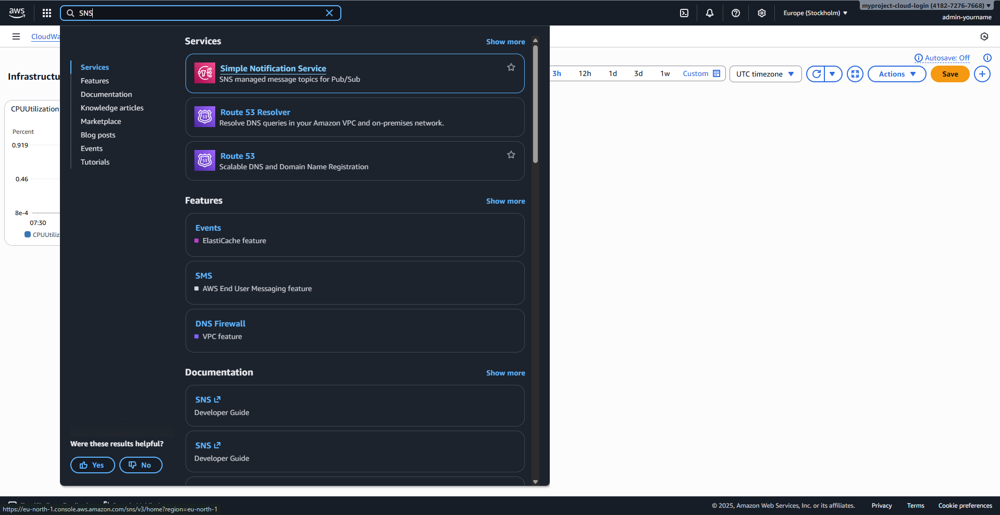 aws
SNS
Europe (Stockholm)
myproject-cloud-login (4182-7276-7668)
admin-yourname
CloudWa
Services
Features
Documentation
Knowledge articles
Marketplace
Blog posts
Events
Tutorials
Services
Show more
Simple Notification Service
SNS managed message topics for Pub/Sub
Route 53 Resolver
Resolve DNS queries in your Amazon VPC and on-premises network.
Route 53
Scalable DNS and Domain Name Registration
Features
Show more
Events
ElastiCache feature
SMS
AWS End User Messaging feature
DNS Firewall
VPC feature
Documentation
Show more
SNS
Developer Guide
SNS
Developer Guide
Were these results helpful?
Yes
No
Autosave: Off
Infrastructu
3h 12h 1d 3d 1w Custom
UTC timezone
Actions
Save
CPUUtilization
Percent
0.919
0.46
8e-4
07:30
CPUUtiliz
https://eu-north-1.console.aws.amazon.com/sns/v3/home?region=eu-north-1
© 2025, Amazon Web Services, Inc. or its affiliates.
Privacy
Terms
Cookie preferences